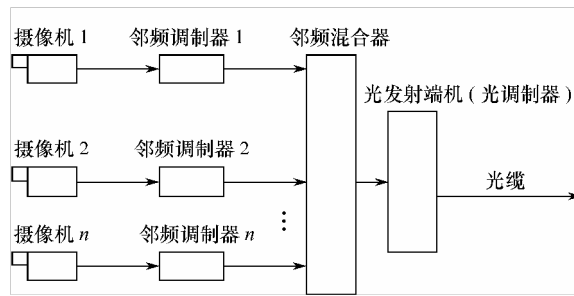 摄像机 1 邻频调制器 1 邻频混合器
光发射端机 ( 光调制器 )
摄像机 2 邻频调制器 2
光缆
摄像机 n 邻频调制器 n